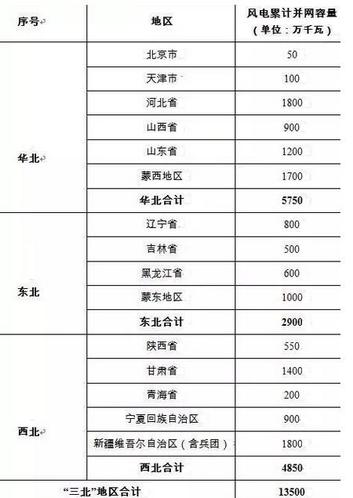 序号 地区 风电累计并网容量
（单位：万千瓦）
华北
北京市 50
天津市 100
河北省 1800
山西省 900
山东省 1200
蒙西地区 1700
华北合计 5750
东北
辽宁省 800
吉林省 500
黑龙江省 600
蒙东地区 1000
东北合计 2900
西北
陕西省 550
甘肃省 1400
青海省 200
宁夏回族自治区 900
新疆维吾尔自治区（含兵团） 1800
西北合计 4850
“三北”地区合计 13500